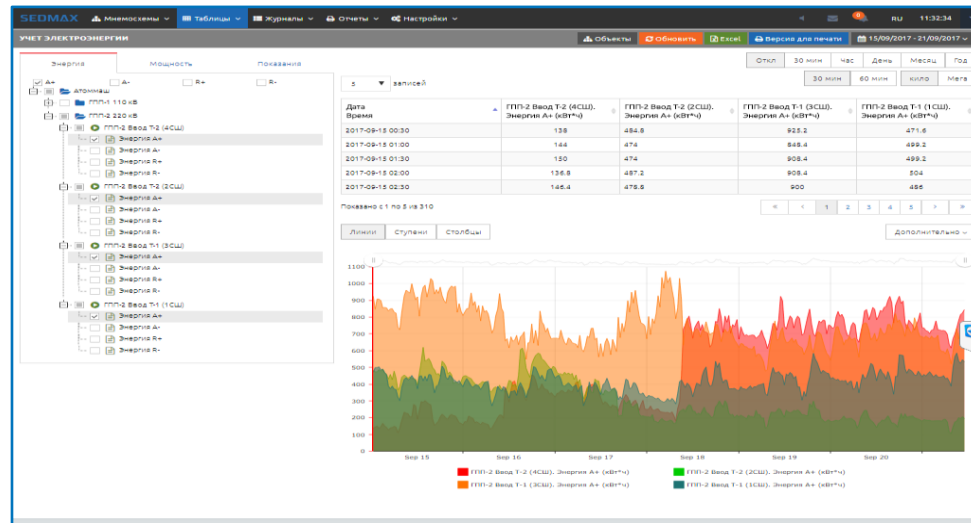 SEDMAX Мнемосхемы Таблицы Журналы Отчеты Настройки RU 11:32:34
УЧЕТ ЭЛЕКТРОЭНЕРГИИ Объекты Обновить Excel Версия для печати 15/09/2017 - 21/09/2017
Энергия Мощность Показания
Откл 30 мин Час День Месяц Год
30 мин 60 мин кило Мега
A+ A- R+ R-
5 записей
Атоммаш
ГПП-1 110 кВ
ГПП-2 220 кВ
ГПП-2 Ввод Т-2 (4СШ)
Энергия A+
Энергия A-
Энергия R+
Энергия R-
ГПП-2 Ввод Т-2 (2СШ)
Энергия A+
Энергия A-
Энергия R+
Энергия R-
ГПП-2 Ввод Т-1 (3СШ)
Энергия A+
Энергия A-
Энергия R+
Энергия R-
ГПП-2 Ввод Т-1 (1СШ)
Энергия A+
Энергия A-
Энергия R+
Энергия R-
Дата Время ГПП-2 Ввод Т-2 (4СШ). Энергия A+ (кВт*ч) ГПП-2 Ввод Т-2 (2СШ). Энергия A+ (кВт*ч) ГПП-2 Ввод Т-1 (3СШ). Энергия A+ (кВт*ч) ГПП-2 Ввод Т-1 (1СШ). Энергия A+ (кВт*ч)
2017-09-15 00:30 138 484.8 925.2 471.6
2017-09-15 01:00 144 474 848.4 499.2
2017-09-15 01:30 150 474 908.4 499.2
2017-09-15 02:00 136.8 487.2 908.4 504
2017-09-15 02:30 146.4 478.8 900 486
Показано с 1 по 5 из 310 « ‹ 1 2 3 4 5 › »
Линии Ступени Столбцы Дополнительно
1100
1000
900
800
700
600
500
400
300
200
100
0
Sep 15 Sep 16 Sep 17 Sep 18 Sep 19 Sep 20
ГПП-2 Ввод Т-2 (4СШ). Энергия A+ (кВт*ч) ГПП-2 Ввод Т-2 (2СШ). Энергия A+ (кВт*ч)
ГПП-2 Ввод Т-1 (3СШ). Энергия A+ (кВт*ч) ГПП-2 Ввод Т-1 (1СШ). Энергия A+ (кВт*ч)